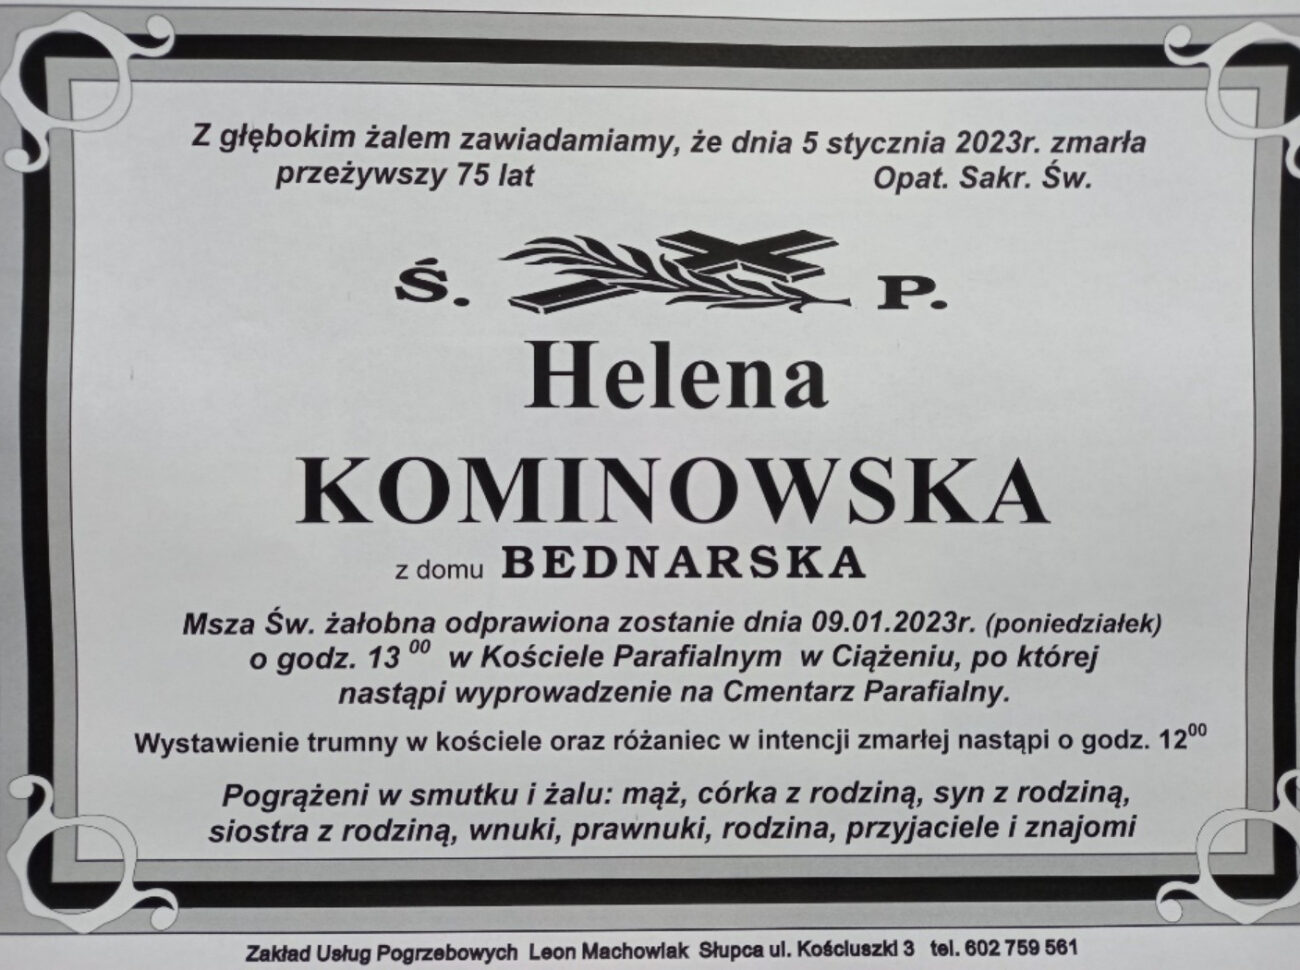 Z głębokim żalem zawiadamiamy, że dnia 5 stycznia 2023r. zmarła
przeżywszy 75 lat Opat. Sakr. Św.
Ś. P.
Helena
KOMINOWSKA
z domu BEDNARSKA
Msza Św. żałobna odprawiona zostanie dnia 09.01.2023r. (poniedziałek)
o godz. 13 00 w Kościele Parafialnym w Ciążeniu, po której
nastąpi wyprowadzenie na Cmentarz Parafialny.
Wystawienie trumny w kościele oraz różaniec w intencji zmarłej nastąpi o godz. 12 00
Pogrążeni w smutku i żalu: mąż, córka z rodziną, syn z rodziną,
siostra z rodziną, wnuki, prawnuki, rodzina, przyjaciele i znajomi
Zakład Usług Pogrzebowych Leon Machowiak Słupca ul. Kościuszki 3 tel. 602 759 561